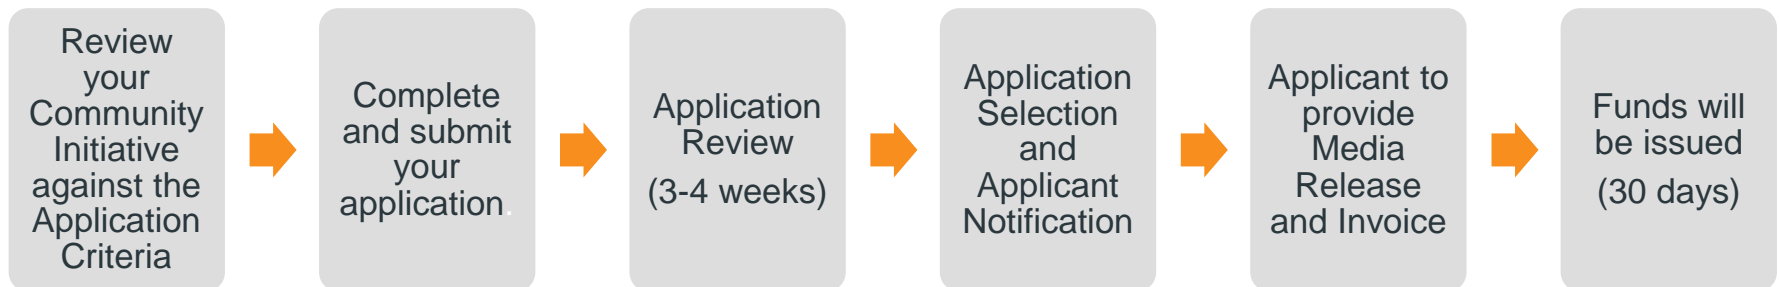 Review
your
Community
Initiative
against the
Application
Criteria
Complete
and submit
your
application.
Application
Review
(3-4 weeks)
Application
Selection
and
Applicant
Notification
Applicant to
provide
Media
Release
and Invoice
Funds will
be issued
(30 days)